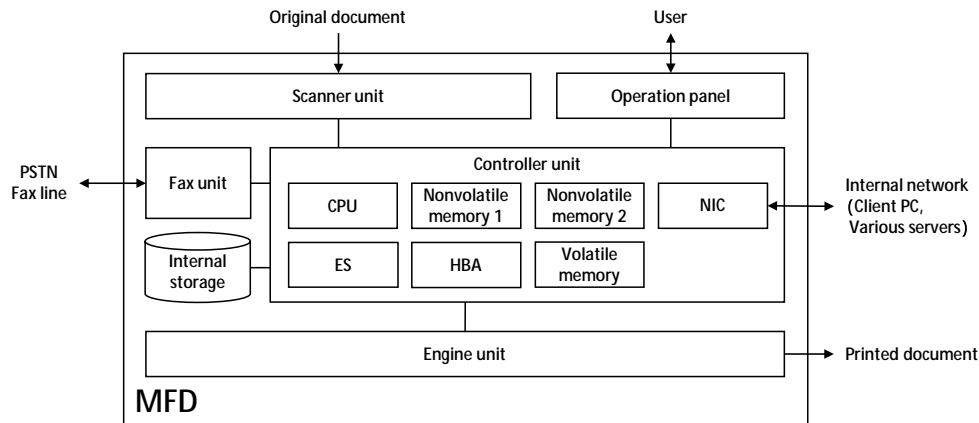 Original document
User
Scanner unit
Operation panel
Controller unit
PSTN
Fax line
Fax unit
CPU
Nonvolatile
memory 1
Nonvolatile
memory 2
NIC
Internal network
(Client PC,
Various servers)
Internal
storage
ES
HBA
Volatile
memory
Engine unit
Printed document
MFD